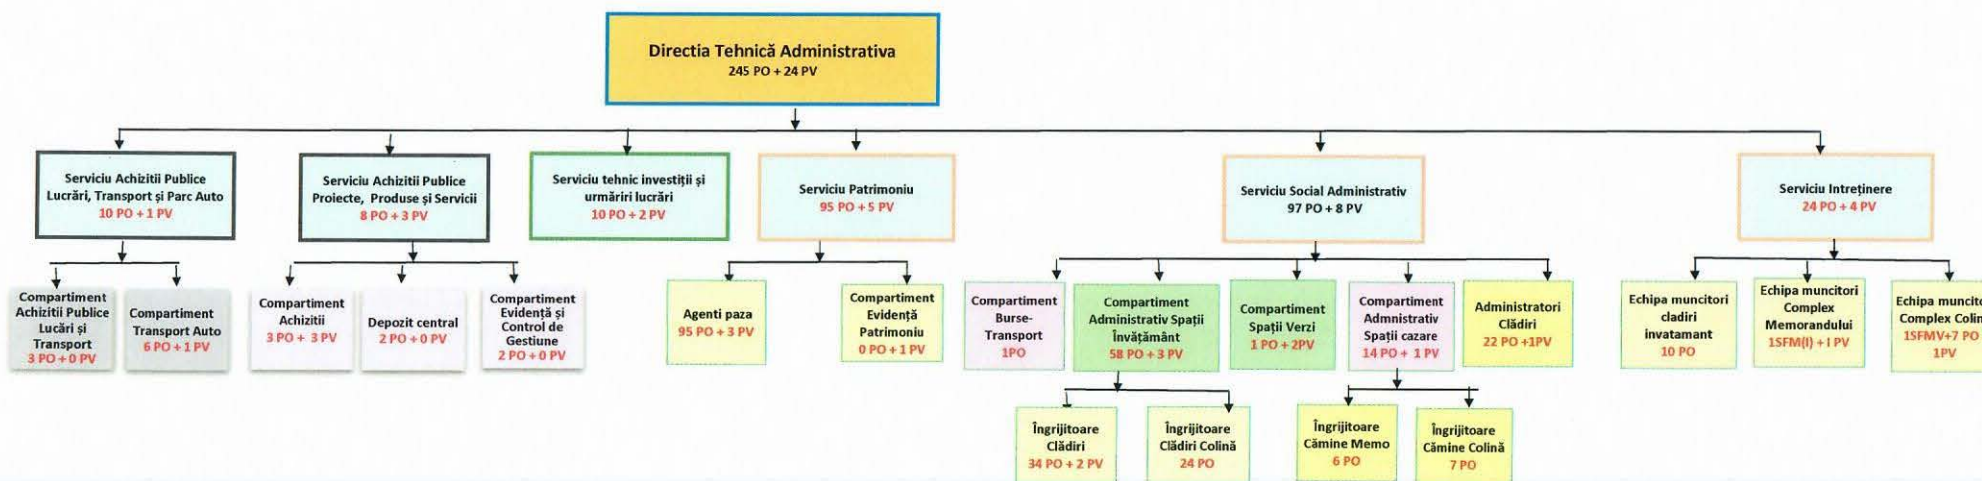 Directia Tehnică Administrativa
245 PO + 24 PV
Serviciu Achizitii Publice
Lucrări, Transport și Parc Auto
10 PO + 1 PV
Serviciu Achizitii Publice
Proiecte, Produse și Servicii
8 PO + 3 PV
Serviciu tehnic investiții și
urmăriri lucrări
10 PO + 2 PV
Serviciu Patrimoniu
95 PO + 5 PV
Serviciu Social Administrativ
97 PO + 8 PV
Serviciu Intreținere
24 PO + 4 PV
Compartiment
Achizitii Publice
Lucări și
Transport
3 PO + 0 PV
Compartiment
Transport Auto
6 PO + 1 PV
Compartiment
Achizitii
3 PO + 3 PV
Depozit central
2 PO + 0 PV
Compartiment
Evidență și
Control de
Gestiune
2 PO + 0 PV
Agenti paza
95 PO + 3 PV
Compartiment
Evidență
Patrimoniu
0 PO + 1 PV
Compartiment
Burse-
Transport
1PO
Compartiment
Administrativ Spații
Învățământ
58 PO + 3 PV
Compartiment
Spații Verzi
1 PO + 2PV
Compartiment
Admnistrativ
Spații cazare
14 PO + 1 PV
Administratori
Clădiri
22 PO +1PV
Echipa muncitori
cladiri
invatamant
10 PO
Echipa muncitori
Complex
Memorandului
1SFM(I) + I PV
Echipa muncito
Complex Colin
1SFMV+7 PO
1PV
Îngrijitoare
Clădiri
34 PO + 2 PV
Îngrijitoare
Clădiri Colină
24 PO
Îngrijitoare
Cămine Memo
6 PO
Îngrijitoare
Cămine Colină
7 PO